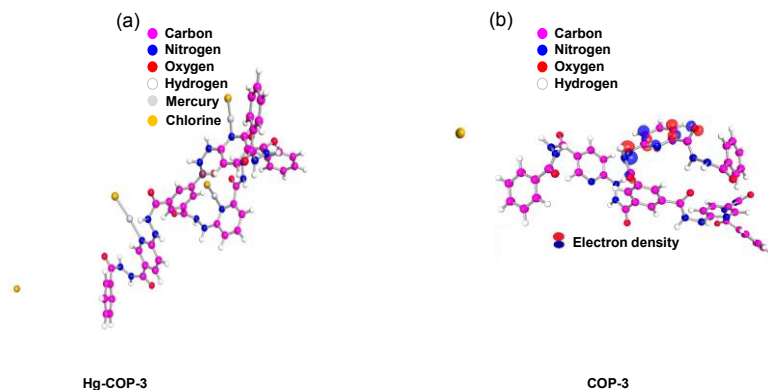 (a)
Carbon
Nitrogen
Oxygen
Hydrogen
Mercury
Chlorine
Hg-COP-3
(b)
Carbon
Nitrogen
Oxygen
Hydrogen
Electron density
COP-3